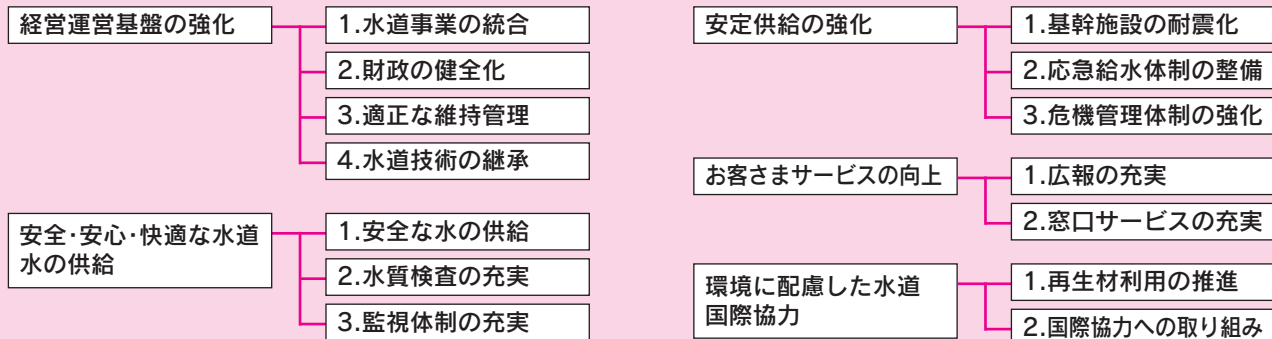 経営運営基盤の強化
1.水道事業の統合
2.財政の健全化
3.適正な維持管理
4.水道技術の継承
安全・安心・快適な水道
水の供給
1.安全な水の供給
2.水質検査の充実
3.監視体制の充実
安定供給の強化
1.基幹施設の耐震化
2.応急給水体制の整備
3.危機管理体制の強化
お客さまサービスの向上
1.広報の充実
2.窓口サービスの充実
環境に配慮した水道
国際協力
1.再生材利用の推進
2.国際協力への取り組み